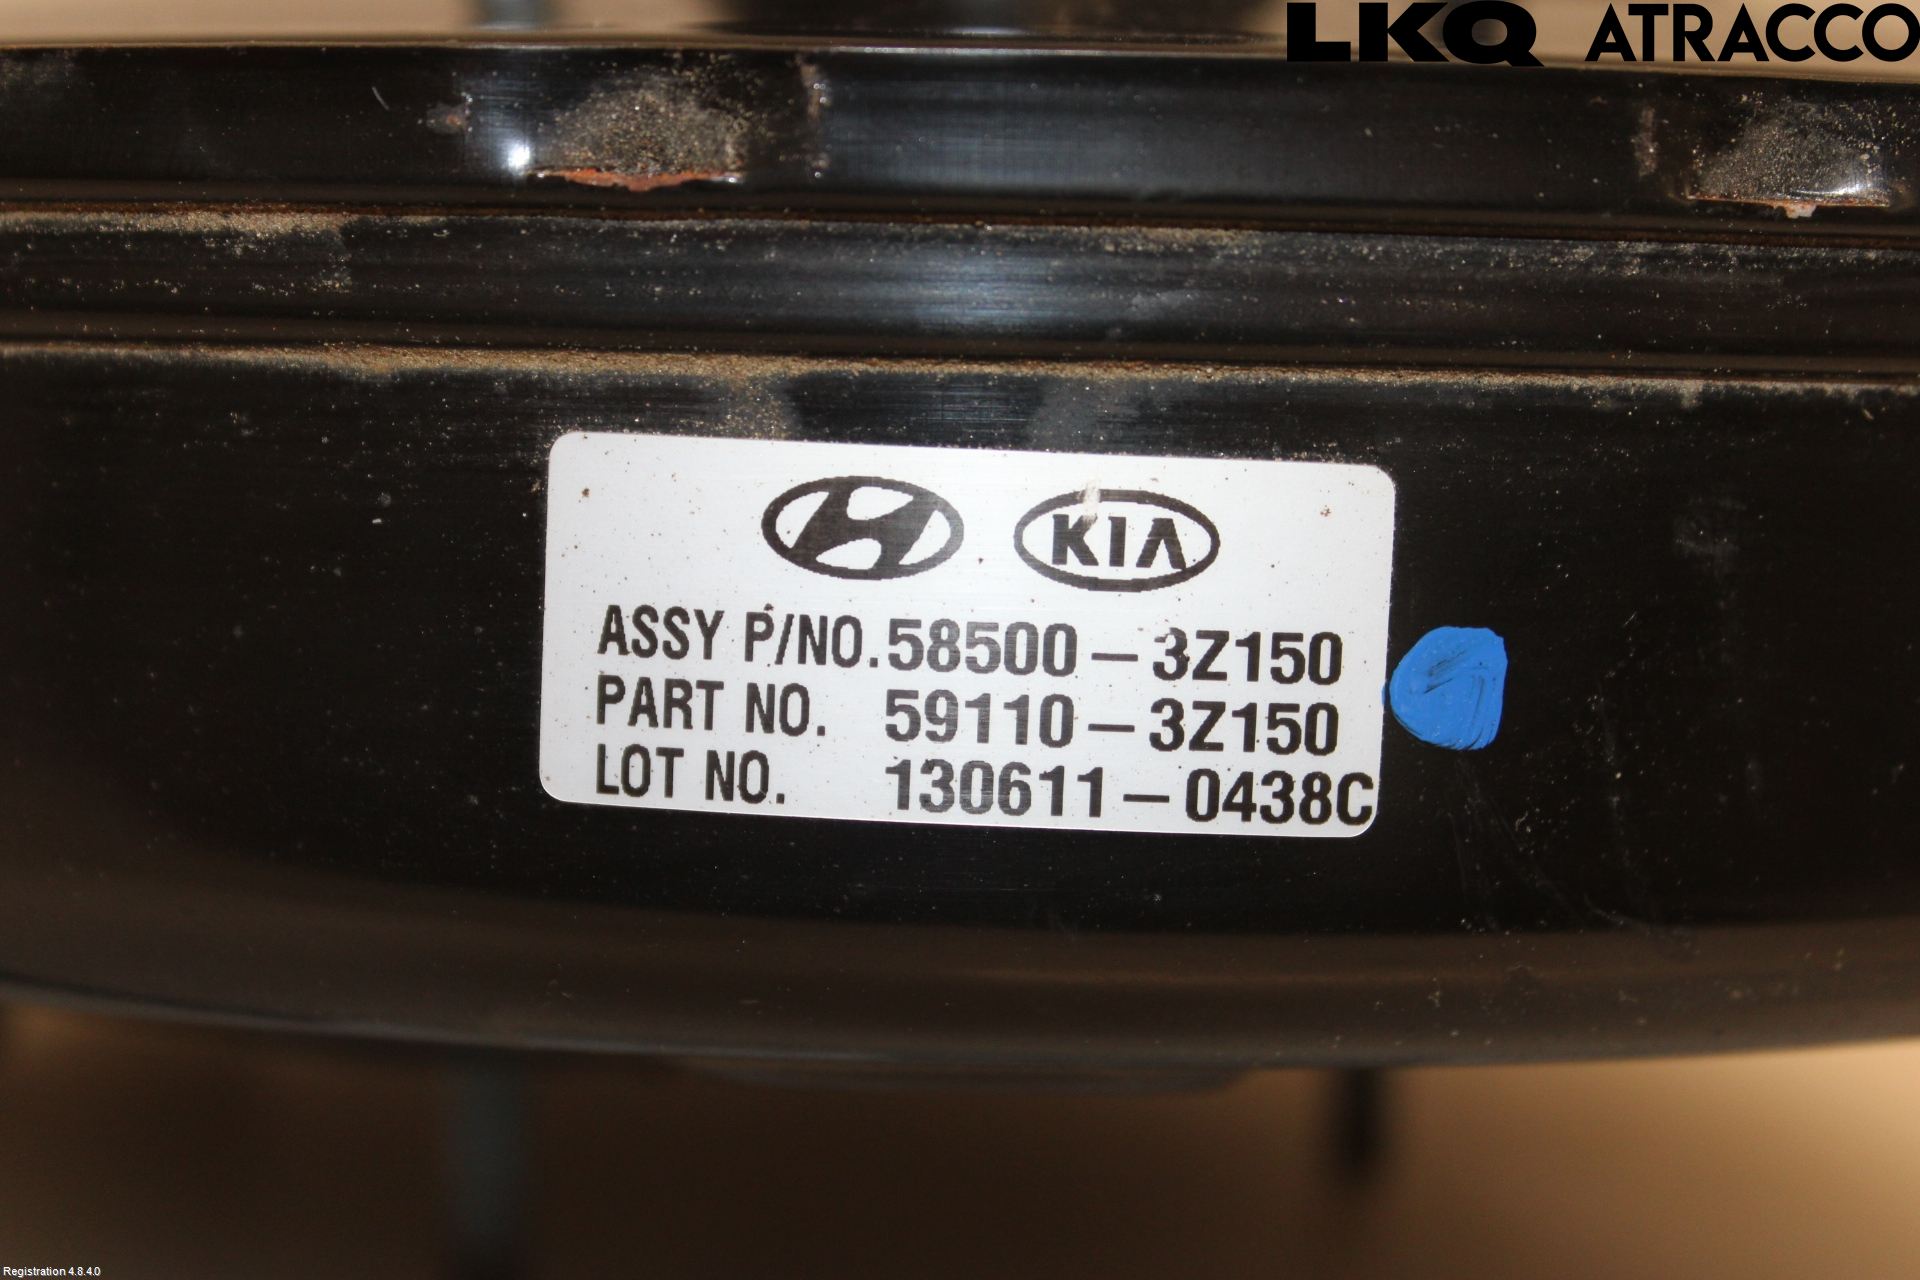 LKQ ATRACCO
KIA
ASSY P/NO. 58500-3Z150
PART NO. 59110-3Z150
LOT NO. 130611-0438C
Registration 4.8.4.0